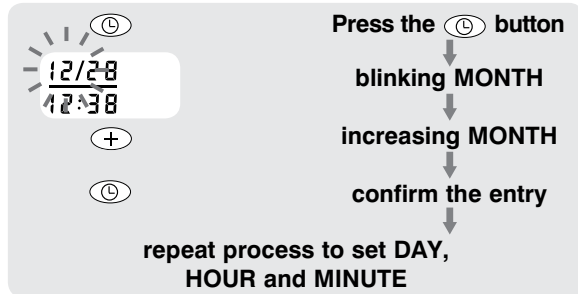 Press the button
12/28
12:38
blinking MONTH
+
increasing MONTH
confirm the entry
repeat process to set DAY,
HOUR and MINUTE